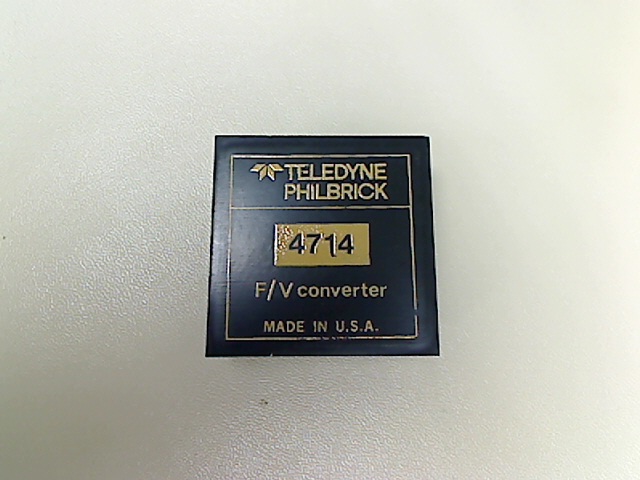 TELEDYNE
PHILBRICK
4714
F/V converter
MADE IN U.S.A.